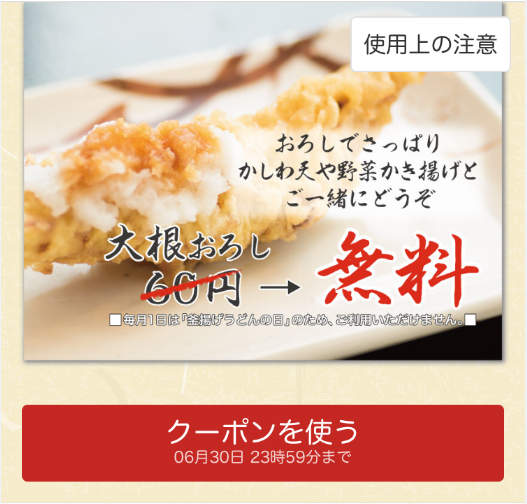 使用上の注意
おろしでさっぱり
かしわ天や野菜かき揚げと
ご一緒にどうぞ
大根おろし
60円 → 無料
■毎月1日は「釜揚げうどんの日」のため、ご利用いただけません。■
クーポンを使う
06月30日 23時59分まで